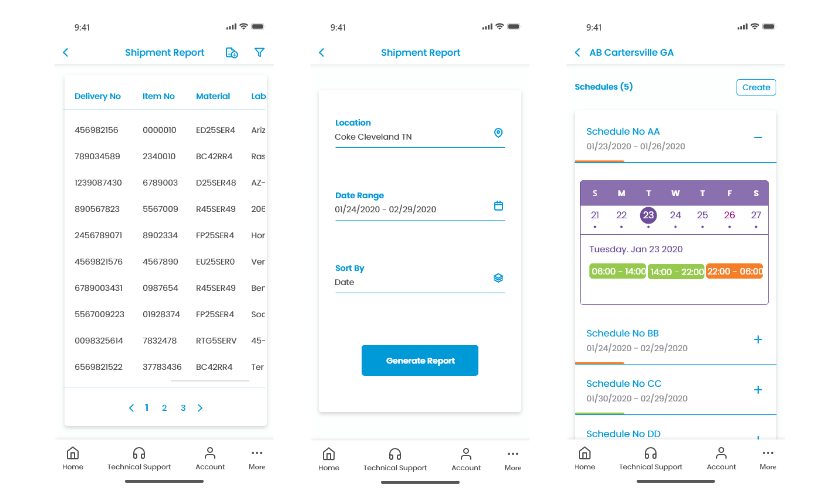 9:41
Shipment Report
Delivery No Item No Material Lab
456982156 0000010 ED25SER4 Ariz
789034589 2340010 BC42RR4 Ras
1239087430 6789003 D25SER48 AZ-
890567823 5567009 R45SER49 206
2456789071 8902334 FP25SER4 Hor
4569821576 4567890 EU25SER0 Ver
6789003431 0987654 R45SER49 Ber
5567009223 01928374 FP25SER4 Soc
0098325614 7832478 RTG5SERV 45-
6569821522 37783436 BC42RR4 Ter
1 2 3
Home Technical Support Account More
9:41
Shipment Report
Location
Coke Cleveland TN
Date Range
01/24/2020 - 02/29/2020
Sort By
Date
Generate Report
Home Technical Support Account More
9:41
AB Cartersville GA
Schedules (5) Create
Schedule No AA
01/23/2020 - 01/26/2020
S M T W T F S
21 22 23 24 25 26 27
Tuesday. Jan 23 2020
06:00 - 14:00 14:00 - 22:00 22:00 - 06:00
Schedule No BB
01/24/2020 - 02/29/2020
Schedule No CC
01/30/2020 - 02/29/2020
Schedule No DD
Home Technical Support Account More